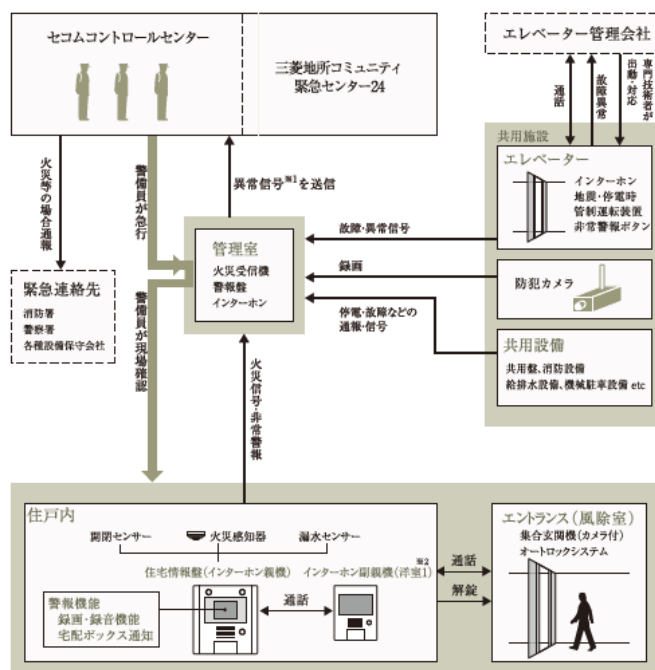 セコムコントロールセンター
三菱地所コミュニティ
緊急センター24
エレベーター管理会社
通話
故障異常
専門技術者が
出動・対応
火災等の場合通報
警備員が急行
異常信号※1を送信
共用施設
エレベーター
インターホン
地震・停電時
管制運転装置
非常警報ボタン
故障・異常信号
管理室
火災受信機
警報盤
インターホン
録画
防犯カメラ
停電・故障などの
通報・信号
共用設備
共用盤、消防設備
給排水設備、機械駐車設備 etc
緊急連絡先
消防署
警察署
各種設備保守会社
警備員が現場確認
火災信号・非常警報
住戸内
開閉センサー
火災感知器
漏水センサー
住宅情報盤(インターホン親機)
インターホン副親機(洋室1)※2
警報機能
録画・録音機能
宅配ボックス通知
通話
通話
解錠
エントランス(風除室)
集合玄関機(カメラ付)
オートロックシステム